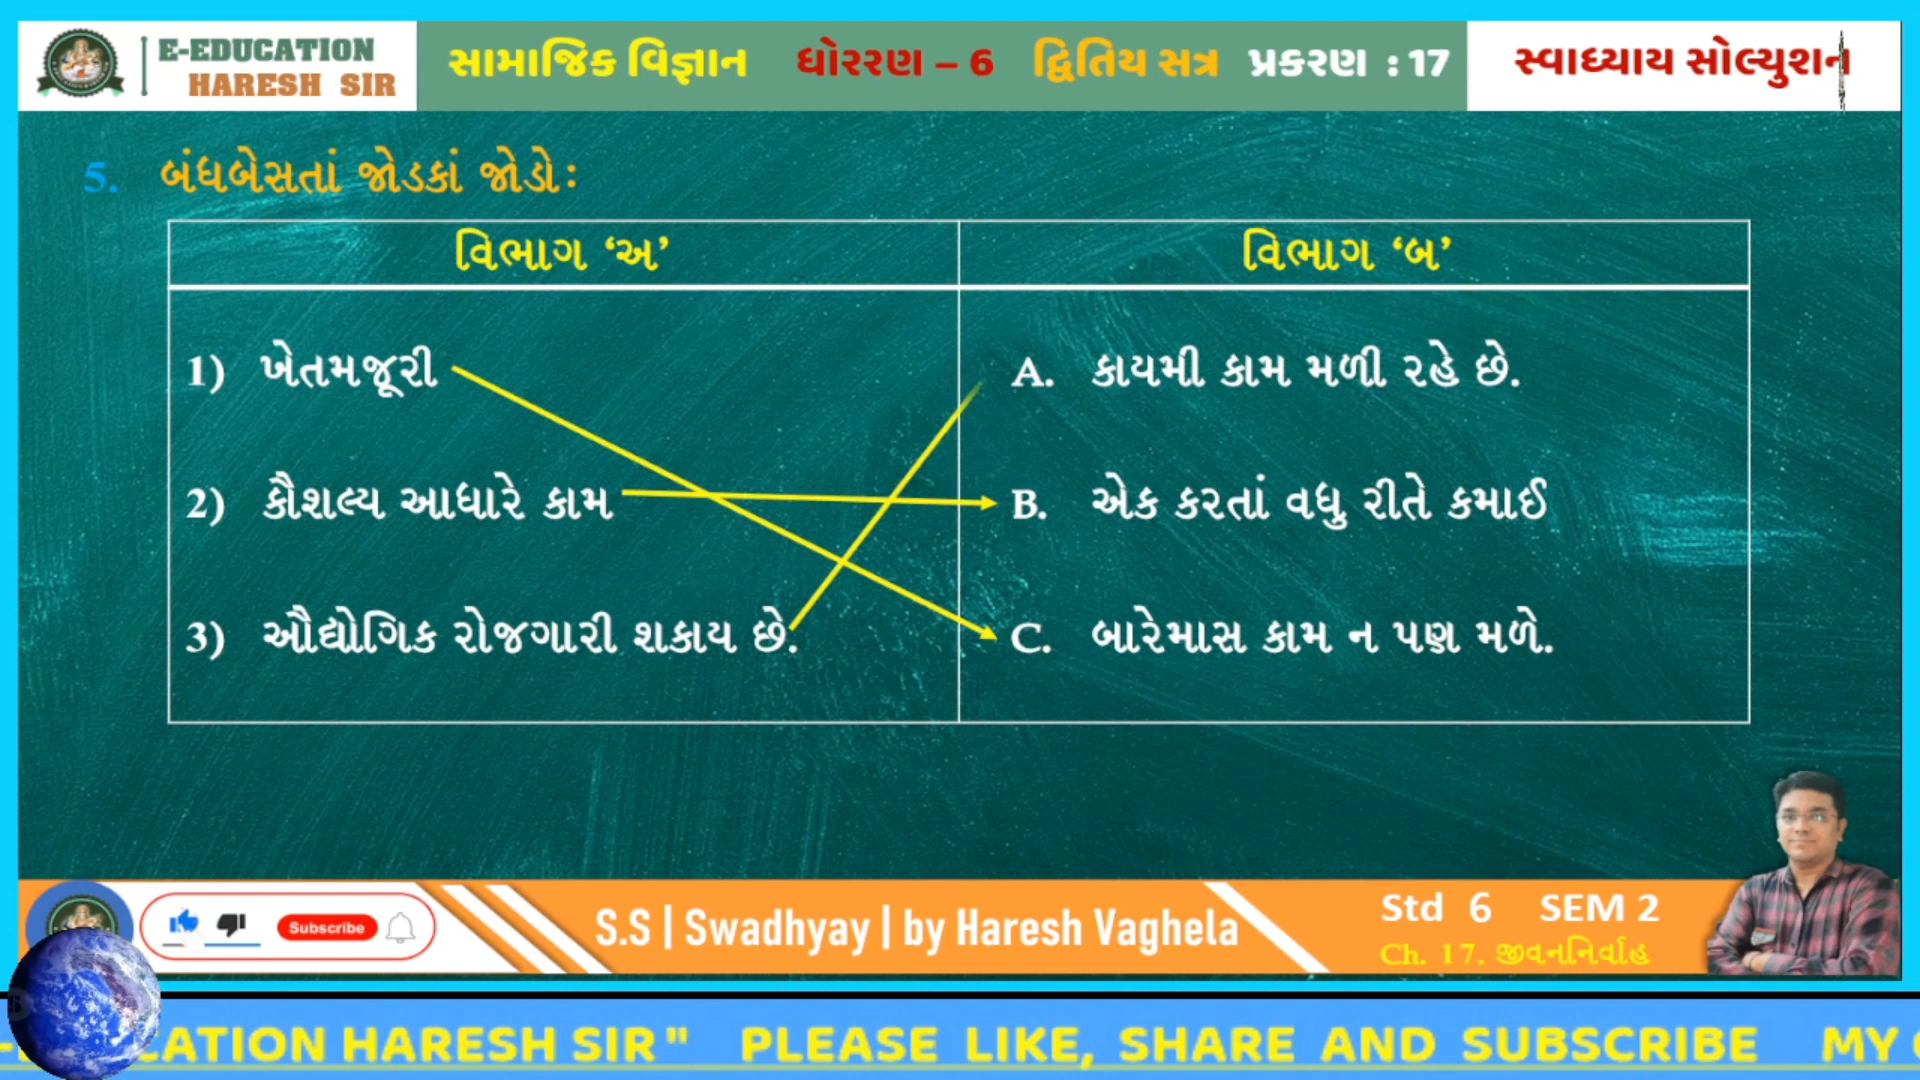 E-EDUCATION
HARESH SIR
સામાજિક વિજ્ઞાન ધોરરણ – 6 દ્વિતિય સત્ર પ્રકરણ : 17
સ્વાધ્યાય સોલ્યુશન
5. બંધબેસતાં જોડકાં જોડો:
વિભાગ ‘અ’ વિભાગ ‘બ’
1) ખેતમજૂરી A. કાયમી કામ મળી રહે છે.
2) કૌશલ્ય આધારે કામ B. એક કરતાં વધુ રીતે કમાઈ
3) ઔદ્યોગિક રોજગારી શકાય છે. C. બારેમાસ કામ ન પણ મળે.
Subscribe
S.S | Swadhyay | by Haresh Vaghela
Std 6 SEM 2
Ch. 17. જીવનનિર્વાહ
CATION HARESH SIR" PLEASE LIKE, SHARE AND SUBSCRIBE MY